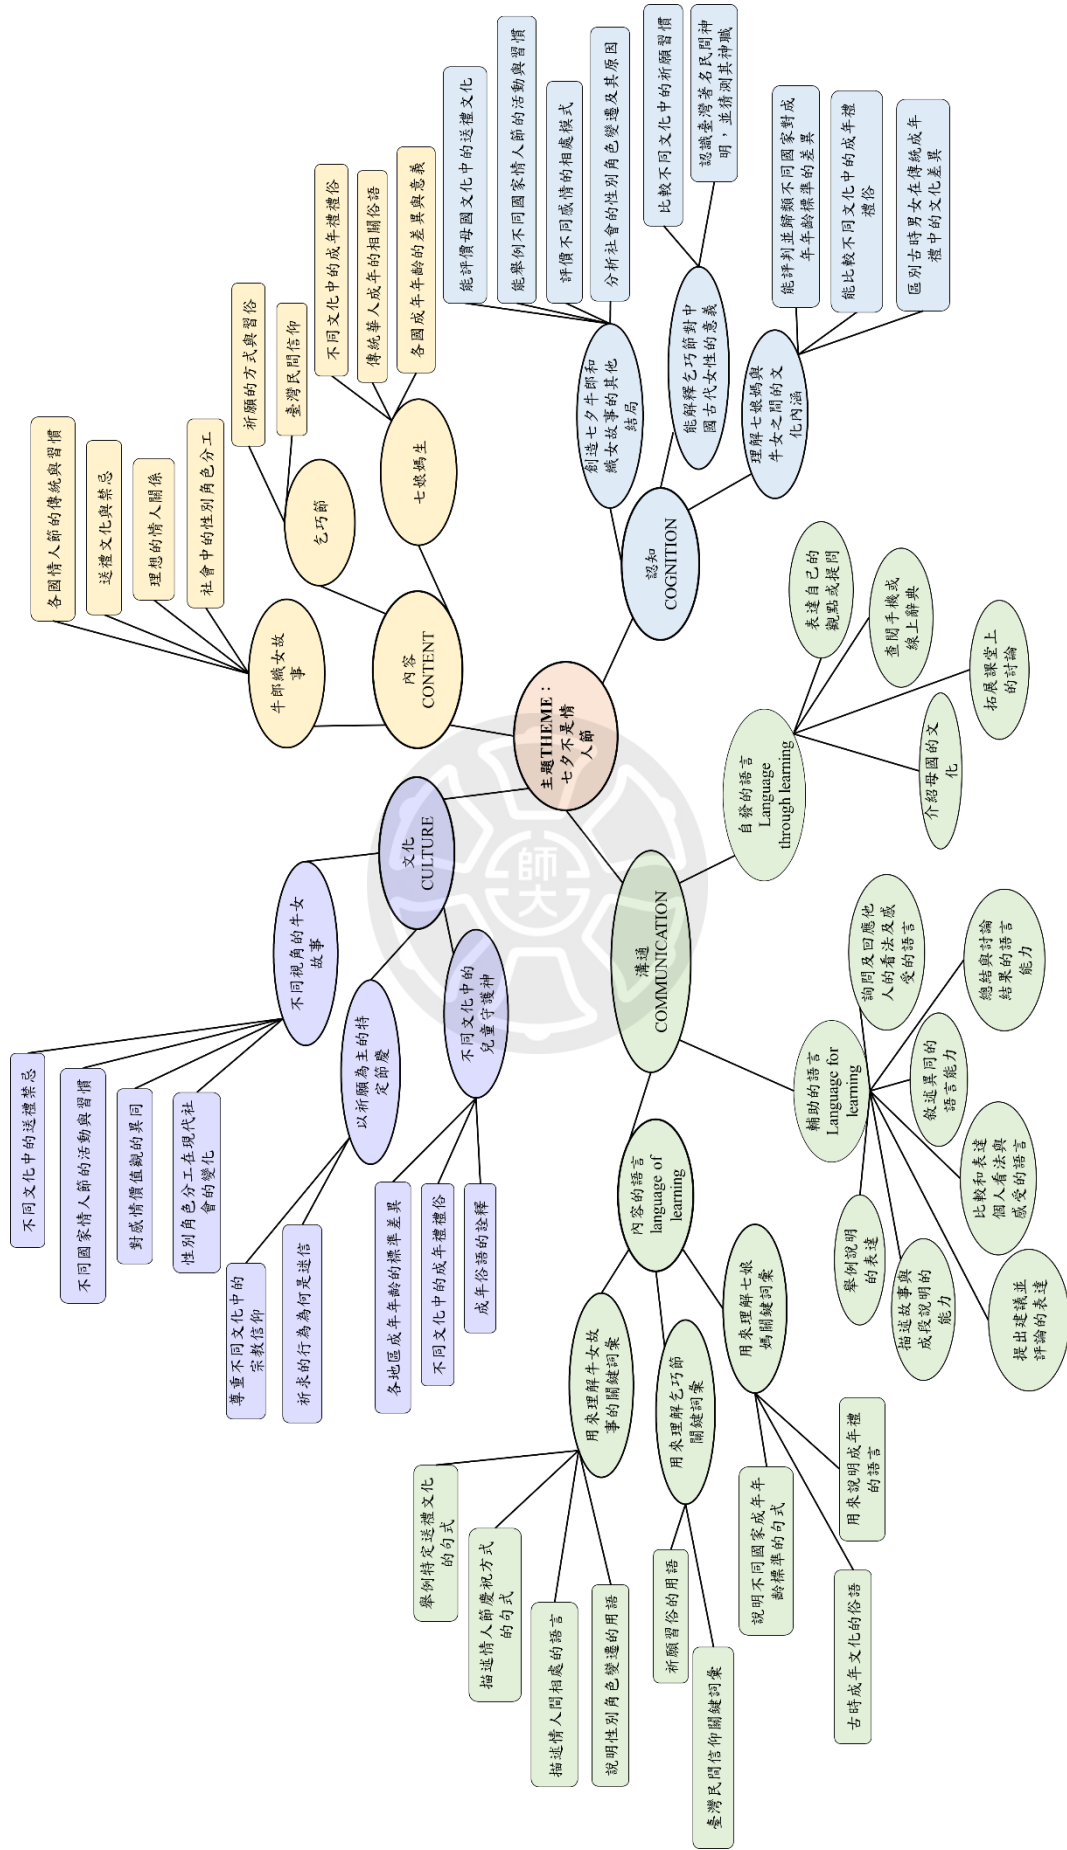 主題THEME：
七夕不是情
人節
內容
CONTENT
牛郎織女故
事
各國情人節的傳統與習慣
送禮文化與禁忌
理想的情人關係
社會中的性別角色分工
乞巧節
祈願的方式與習俗
臺灣民間信仰
七娘媽生
不同文化中的成年禮禮俗
傳統華人成年的相關俗語
各國成年年齡的差異與意義
認知
COGNITION
創造七夕牛郎和
織女故事的其他
結局
能評價母國文化中的送禮文化
能舉例不同國家情人節的活動與習慣
評價不同感情的相處模式
分析社會的性別角色變遷及其原因
能解釋乞巧節對中
國古代女性的意義
比較不同文化中的祈願習慣
認識臺灣著名民間神
明，並猜測其神職
理解七娘媽與
牛女之間的文
化內涵
能評判並歸類不同國家對成
年年齡標準的差異
能比較不同文化中的成年禮
禮俗
區別古時男女在傳統成年
禮中的文化差異
文化
CULTURE
不同視角的牛女
故事
不同文化中的送禮禁忌
不同國家情人節的活動與習慣
對感情價值觀的異同
性別角色分工在現代社
會的變化
以祈願為主的特
定節慶
尊重不同文化中的
宗教信仰
祈求的行為為何是迷信
不同文化中的
兒童守護神
各地區成年年齡的標準差異
不同文化中的成年禮禮俗
成年俗語的詮釋
溝通
COMMUNICATION
內容的語言
language of
learning
用來理解牛女故
事的關鍵詞彙
舉例特定送禮文化
的句式
描述情人節慶祝方式
的句式
描述情人間相處的語言
說明性別角色變遷的用語
用來理解乞巧節
關鍵詞彙
祈願習俗的用語
臺灣民間信仰關鍵詞彙
用來理解七娘
媽關鍵詞彙
說明不同國家成年年
齡標準的句式
古時成年文化的俗語
用來說明成年禮
的語言
輔助的語言
Language for
learning
舉例說明
的表達
描述故事與
成段說明的
能力
提出建議並
評論的表達
比較和表達
個人看法與
感受的語言
敘述異同的
語言能力
總結與討論
結果的語言
能力
詢問及回應他
人的看法及感
受的語言
自發的語言
Language
through learning
介紹母國的文
化
拓展課堂上
的討論
查閱手機或
線上辭典
表達自己的
觀點或提問
師大